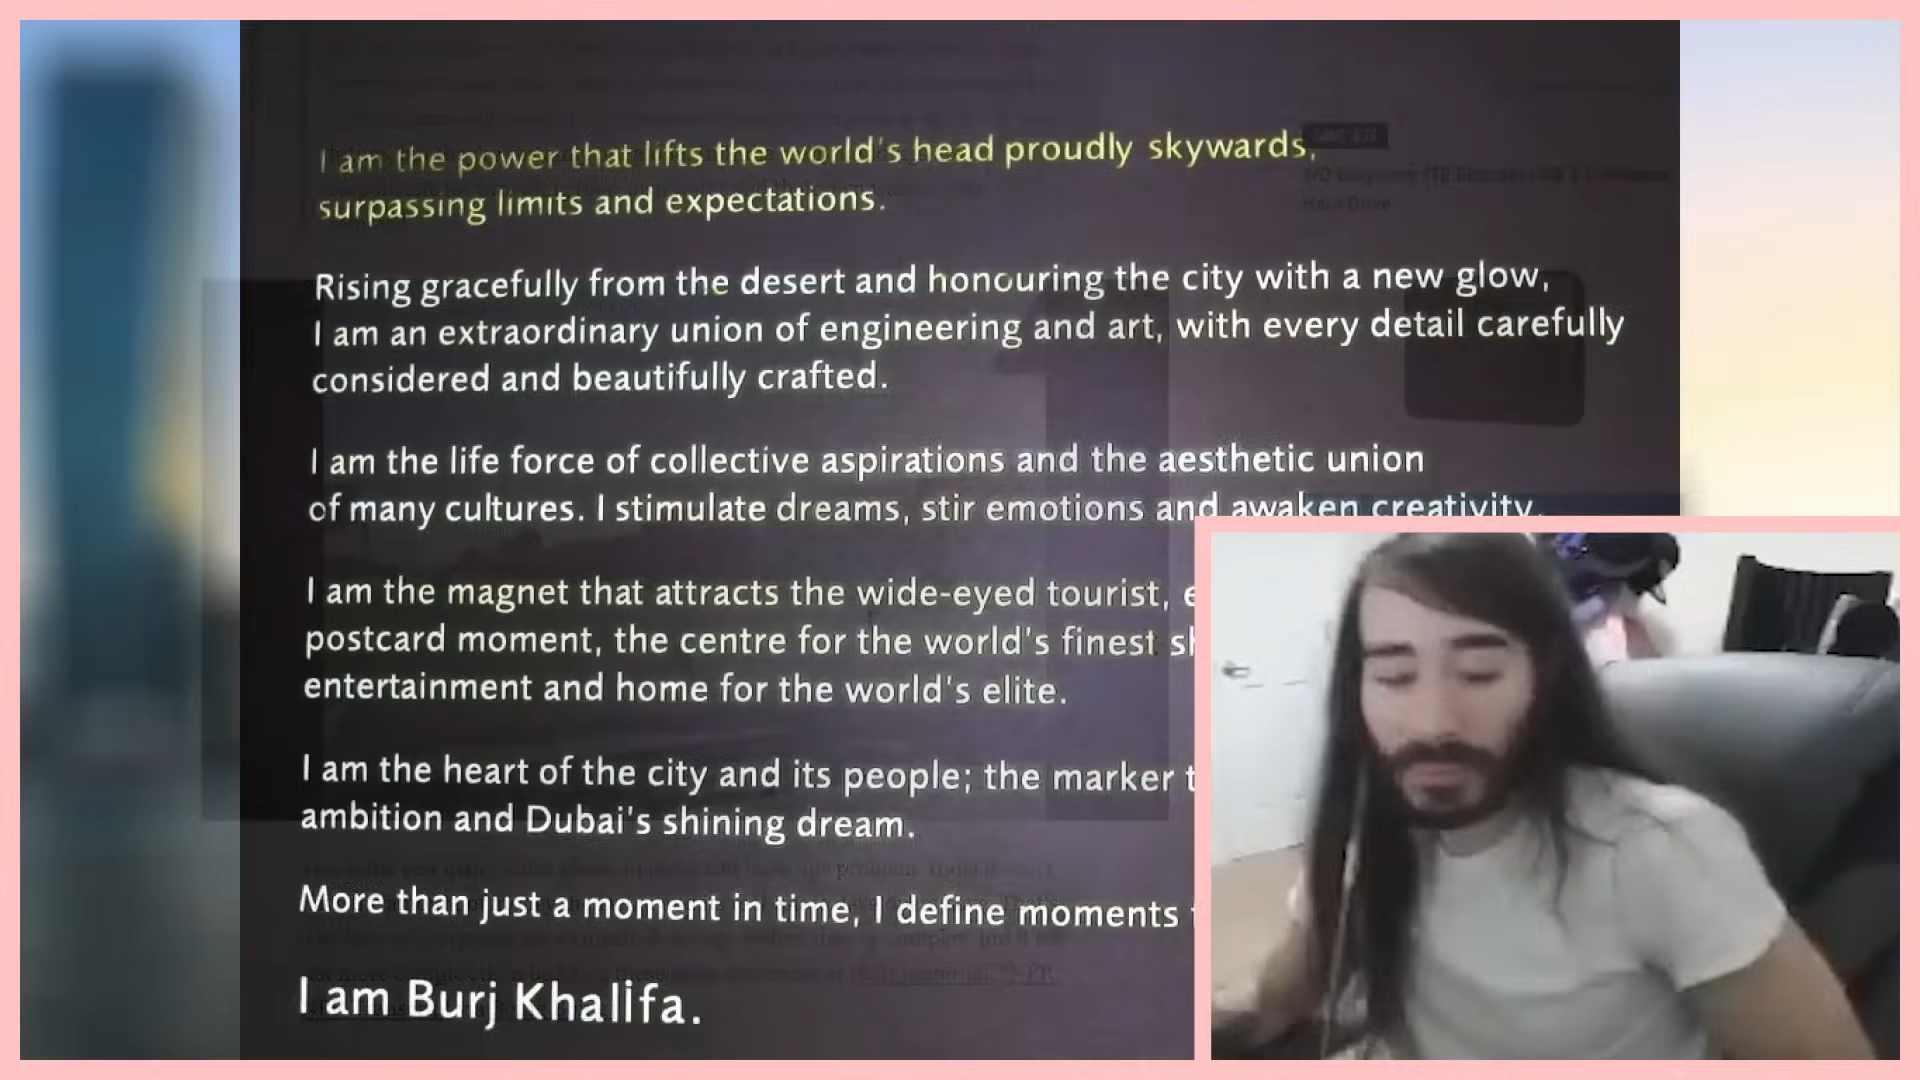 I am the power that lifts the world's head proudly skywards,
surpassing limits and expectations.
Rising gracefully from the desert and honouring the city with a new glow,
I am an extraordinary union of engineering and art, with every detail carefully
considered and beautifully crafted.
I am the life force of collective aspirations and the aesthetic union
of many cultures. I stimulate dreams, stir emotions and awaken creativity.
I am the magnet that attracts the wide-eyed tourist,
postcard moment, the centre for the world's finest
entertainment and home for the world's elite.
I am the heart of the city and its people; the marker
ambition and Dubai's shining dream.
More than just a moment in time, I define moments
I am Burj Khalifa.